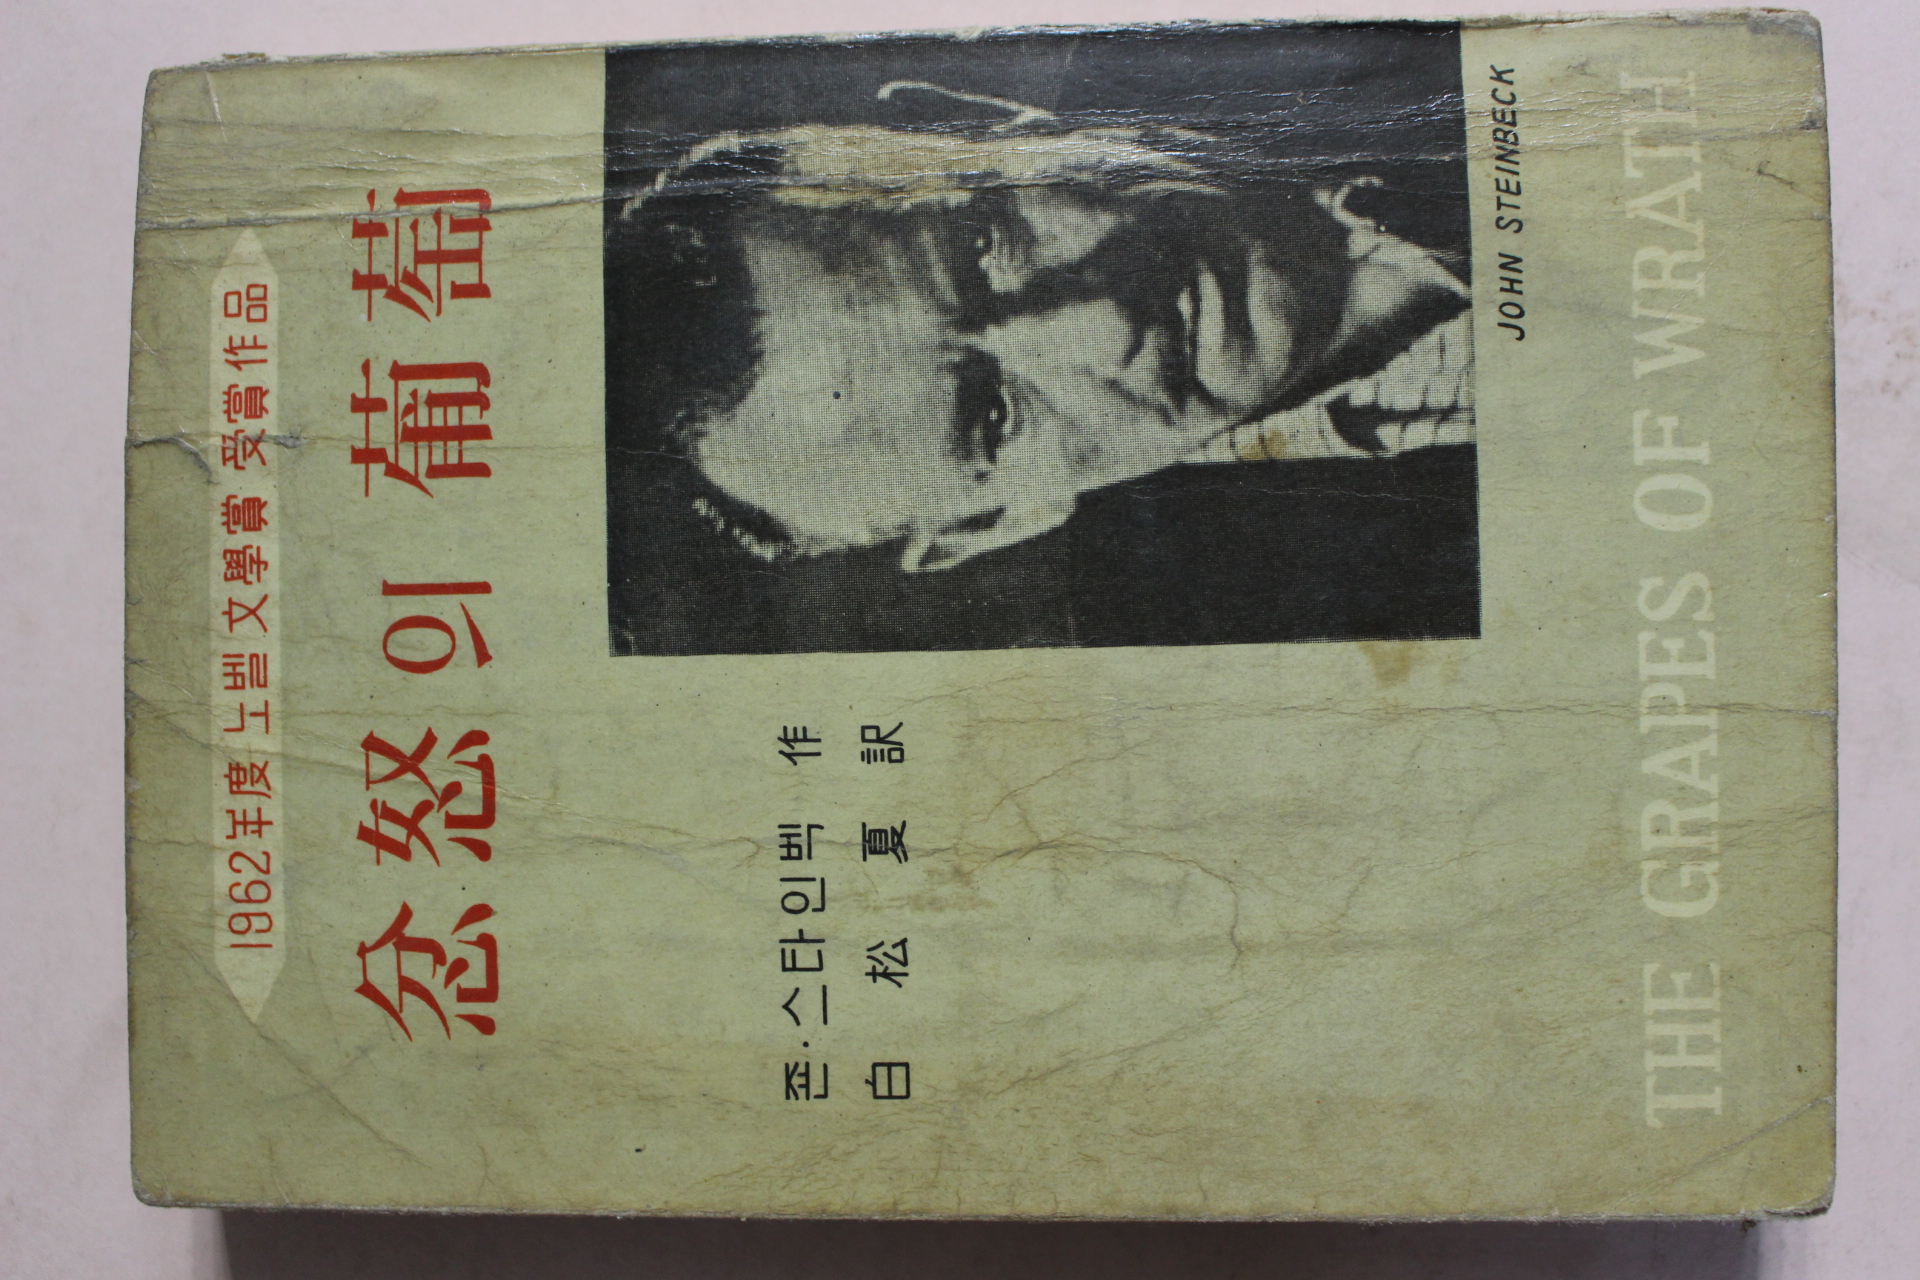 1962年度 노벨 文學賞 受賞作品
忿怒의 葡萄
죤·스타인벡 作
白松夏 訳
JOHN STEINBECK
THE GRAPES OF WRATH